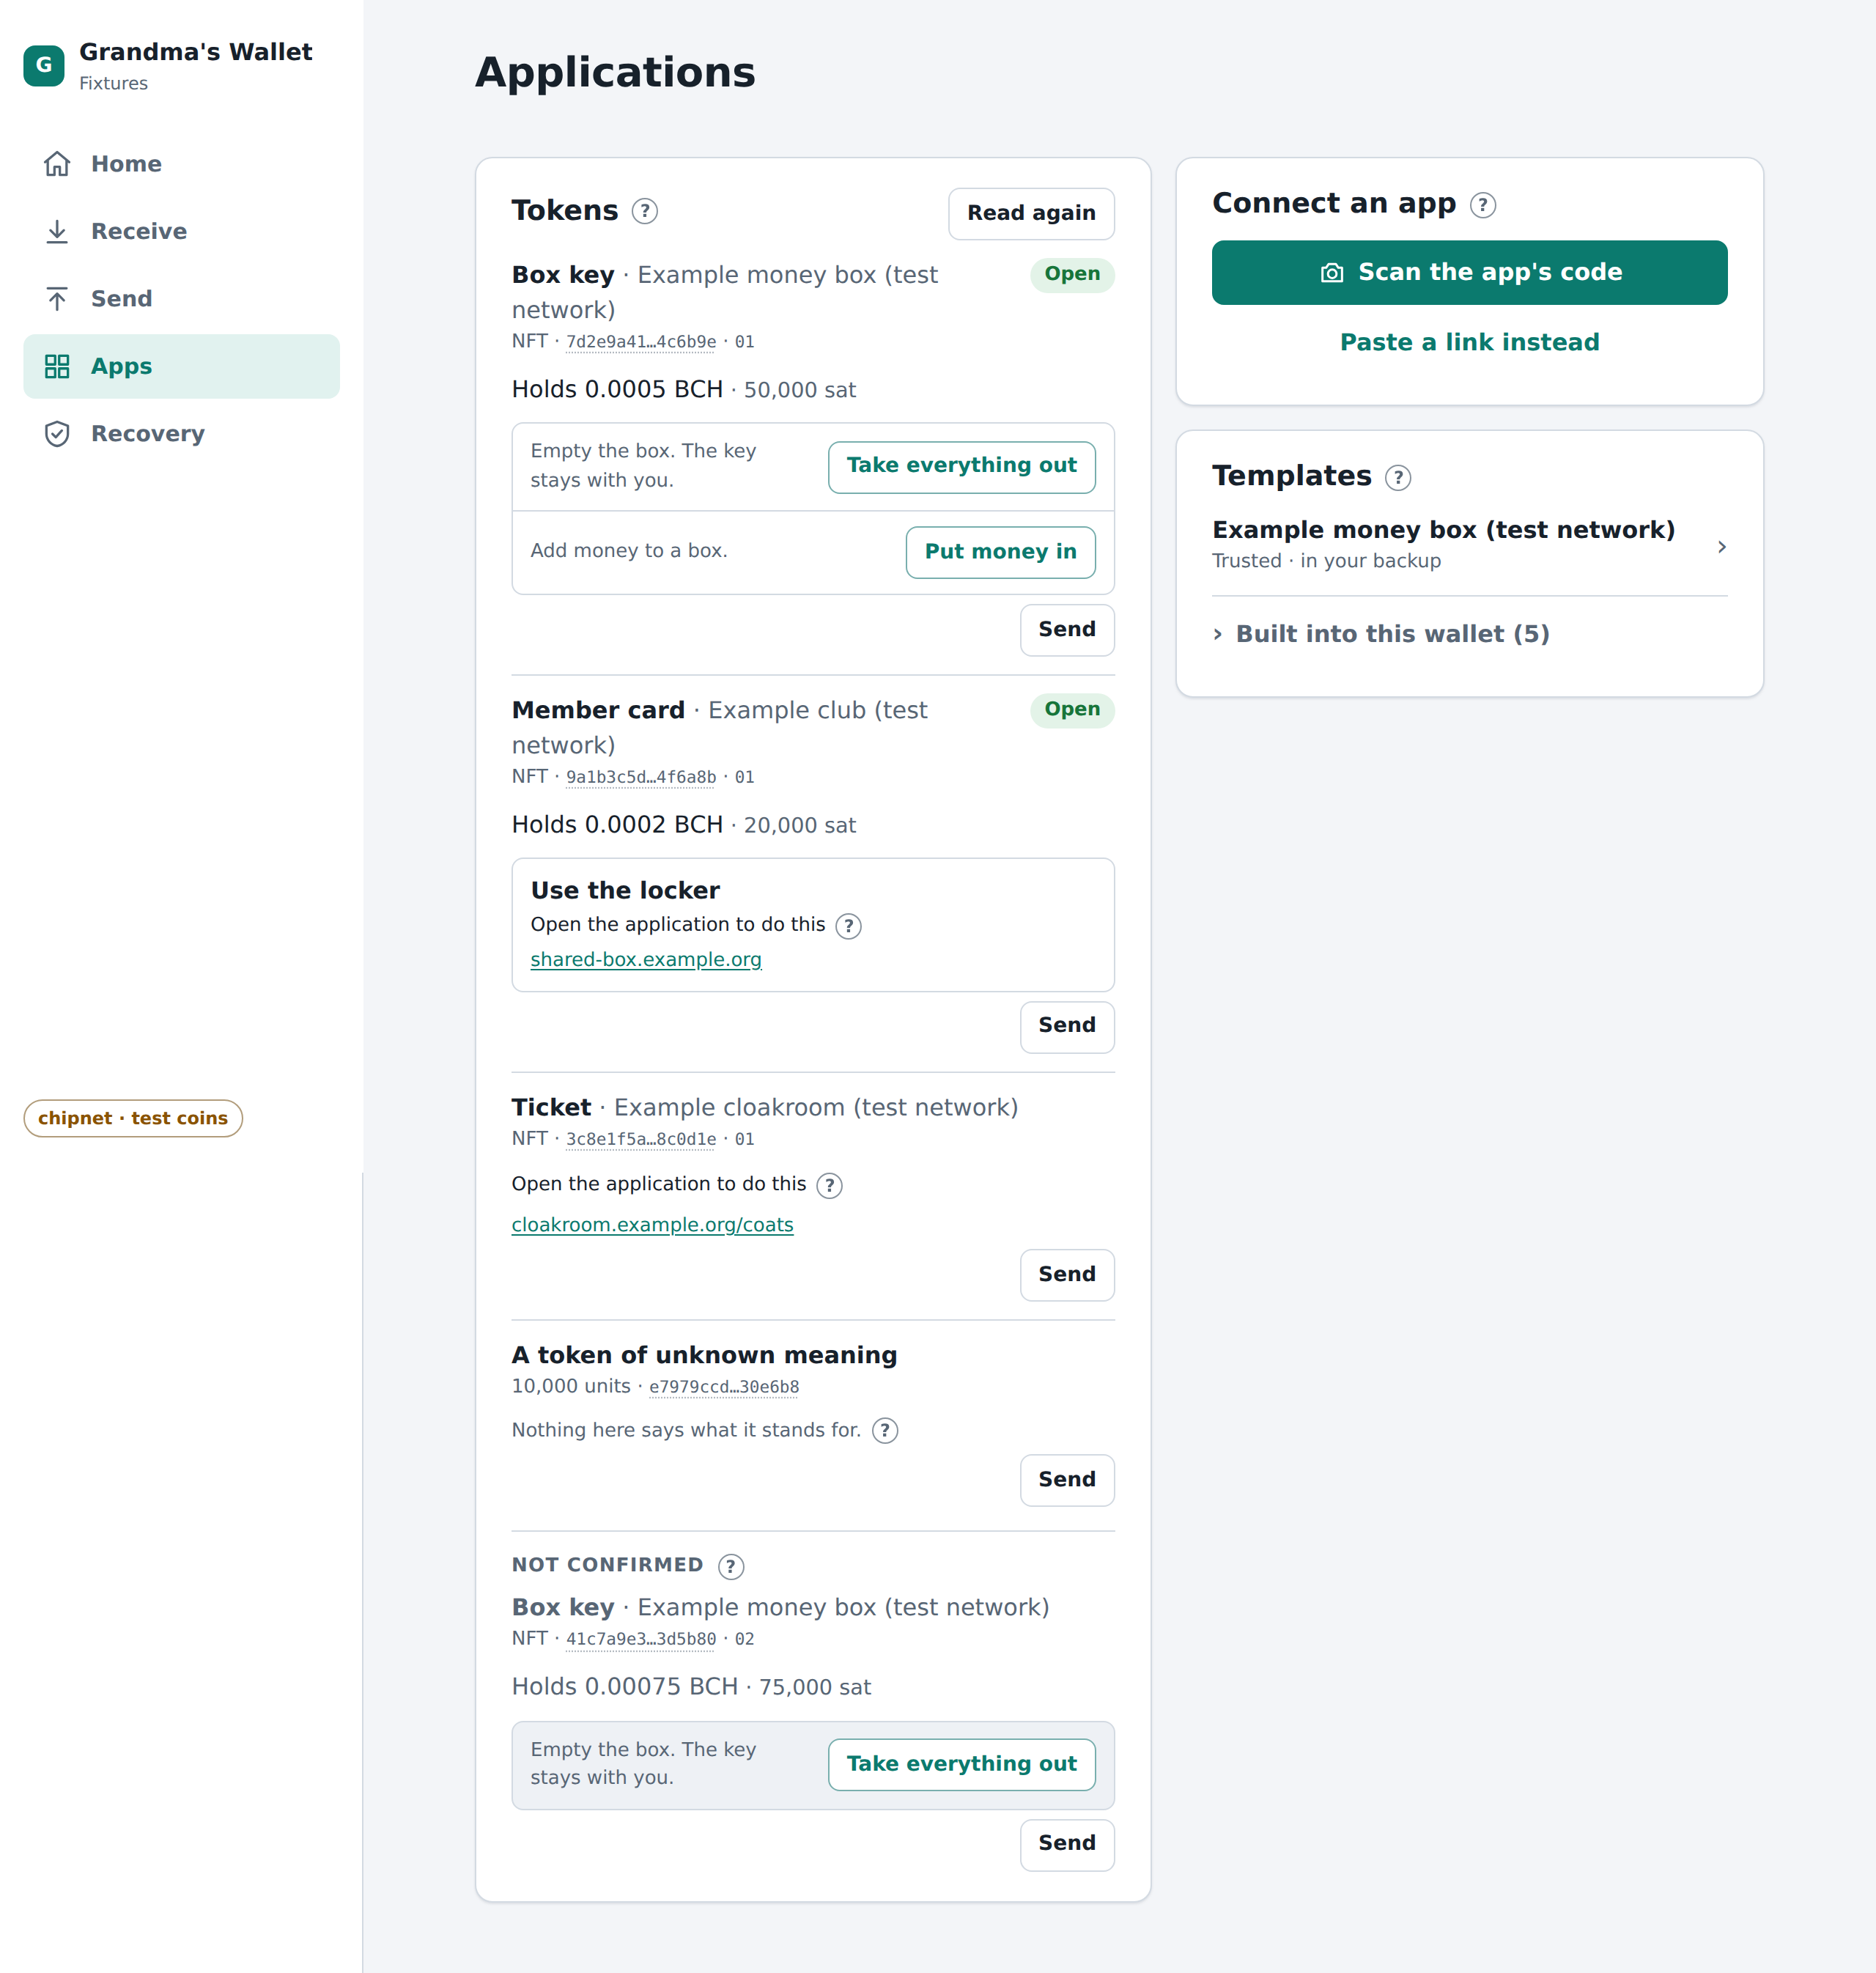 G
Grandma's Wallet
Fixtures
Home
Receive
Send
Apps
Recovery
chipnet · test coins
Applications
Tokens ?
Read again
Box key · Example money box (test
network)
Open
NFT · 7d2e9a41…4c6b9e · 01
Holds 0.0005 BCH · 50,000 sat
Empty the box. The key
stays with you.
Take everything out
Add money to a box.
Put money in
Send
Member card · Example club (test
network)
Open
NFT · 9a1b3c5d…4f6a8b · 01
Holds 0.0002 BCH · 20,000 sat
Use the locker
Open the application to do this ?
shared-box.example.org
Send
Ticket · Example cloakroom (test network)
NFT · 3c8e1f5a…8c0d1e · 01
Open the application to do this ?
cloakroom.example.org/coats
Send
A token of unknown meaning
10,000 units · e7979ccd…30e6b8
Nothing here says what it stands for. ?
Send
NOT CONFIRMED ?
Box key · Example money box (test network)
NFT · 41c7a9e3…3d5b80 · 02
Holds 0.00075 BCH · 75,000 sat
Empty the box. The key
stays with you.
Take everything out
Send
Connect an app ?
Scan the app's code
Paste a link instead
Templates ?
Example money box (test network)
Trusted · in your backup
› 
› Built into this wallet (5)